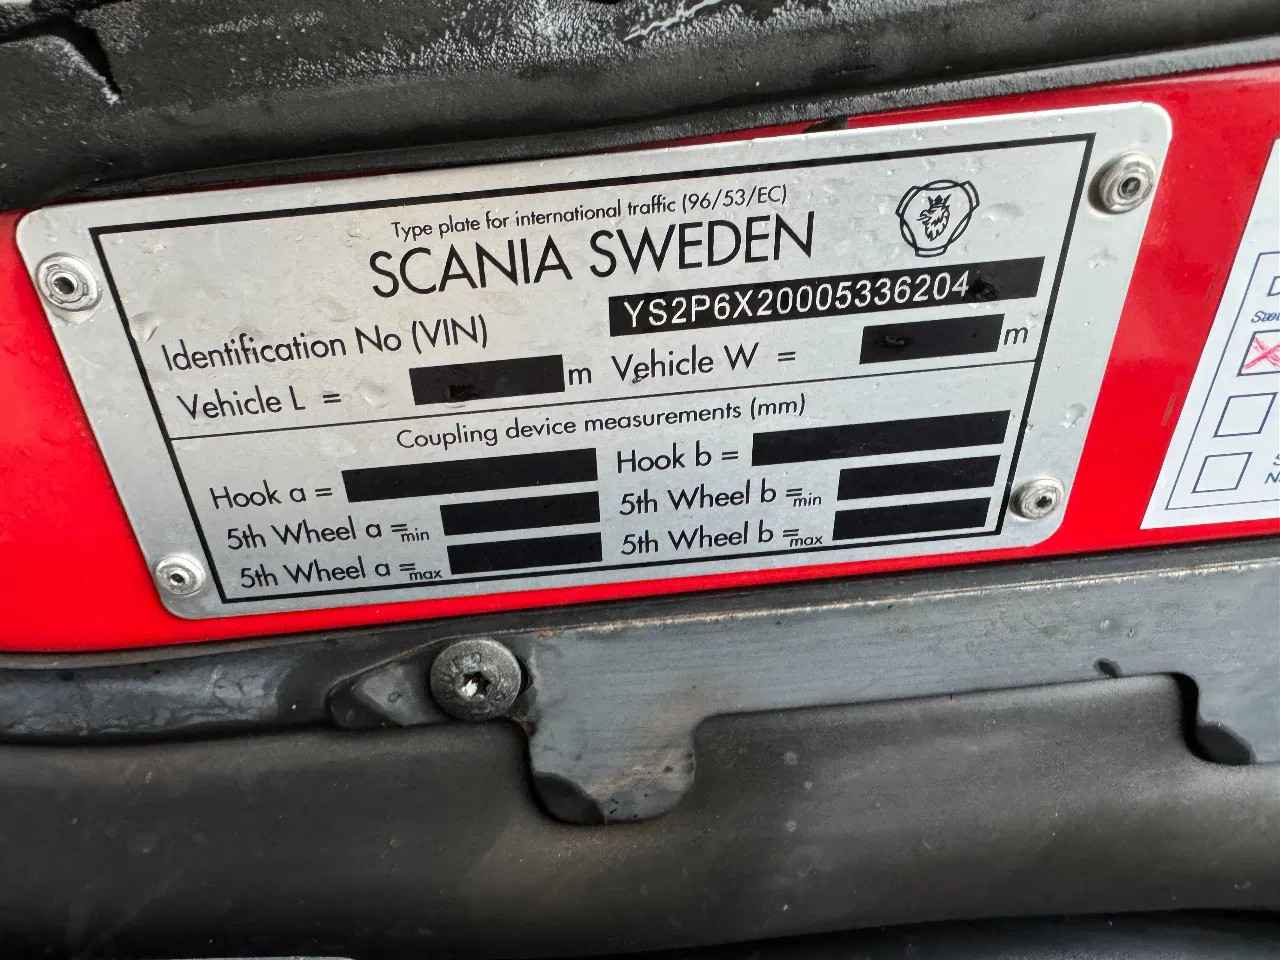 Type plate for international traffic (96/53/EC)
SCANIA SWEDEN
Identification No (VIN) YS2P6X20005336204
Vehicle L = m Vehicle W = m
Coupling device measurements (mm)
Hook a = Hook b =
5th Wheel a =min 5th Wheel b =min
5th Wheel a =max 5th Wheel b =max